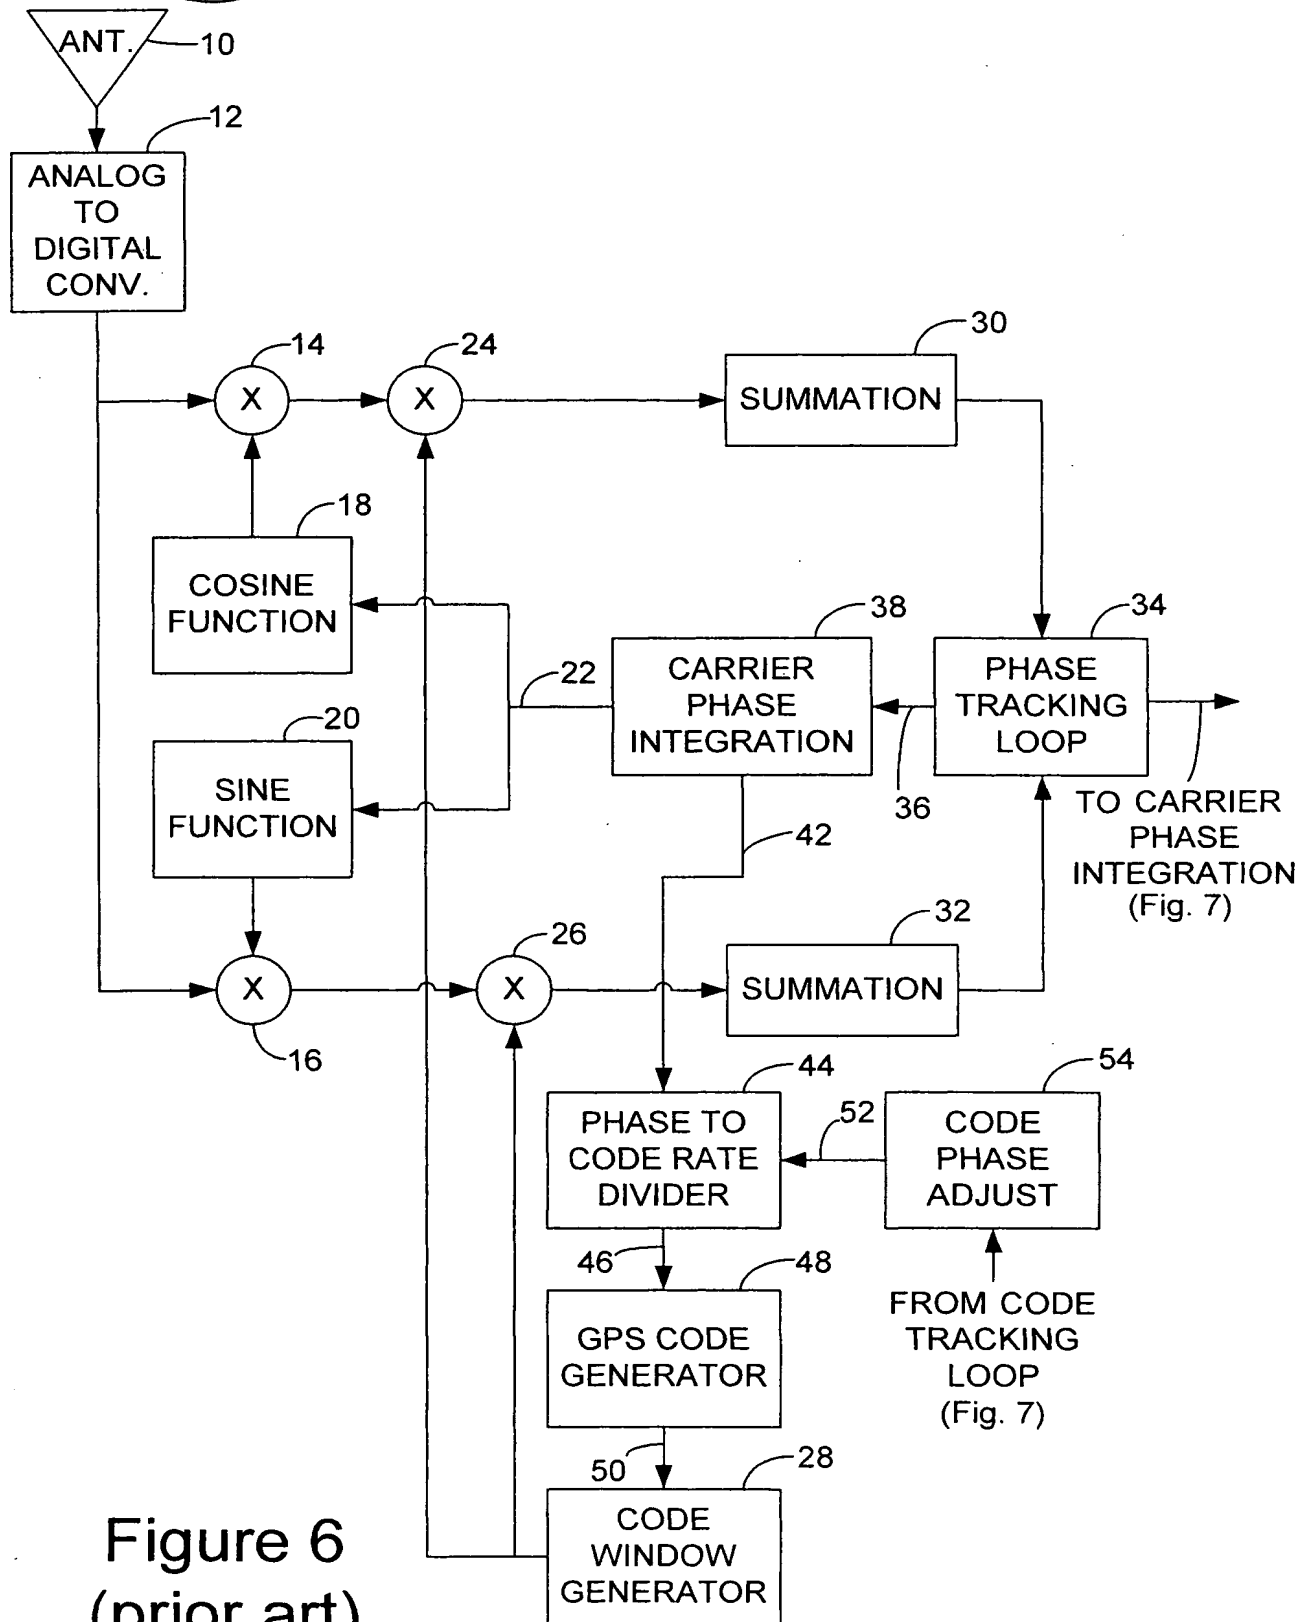 ANT.
10
12
ANALOG
TO
DIGITAL
CONV.
14
24
30
X
X
SUMMATION
18
COSINE
FUNCTION
38
34
22
CARRIER
PHASE
INTEGRATION
PHASE
TRACKING
LOOP
20
SINE
FUNCTION
36
TO CARRIER
PHASE
INTEGRATION
(Fig. 7)
42
32
26
X
X
SUMMATION
16
44
54
PHASE TO
CODE RATE
DIVIDER
52
CODE
PHASE
ADJUST
46
48
FROM CODE
TRACKING
LOOP
(Fig. 7)
GPS CODE
GENERATOR
50
28
CODE
WINDOW
GENERATOR
Figure 6
(prior art)